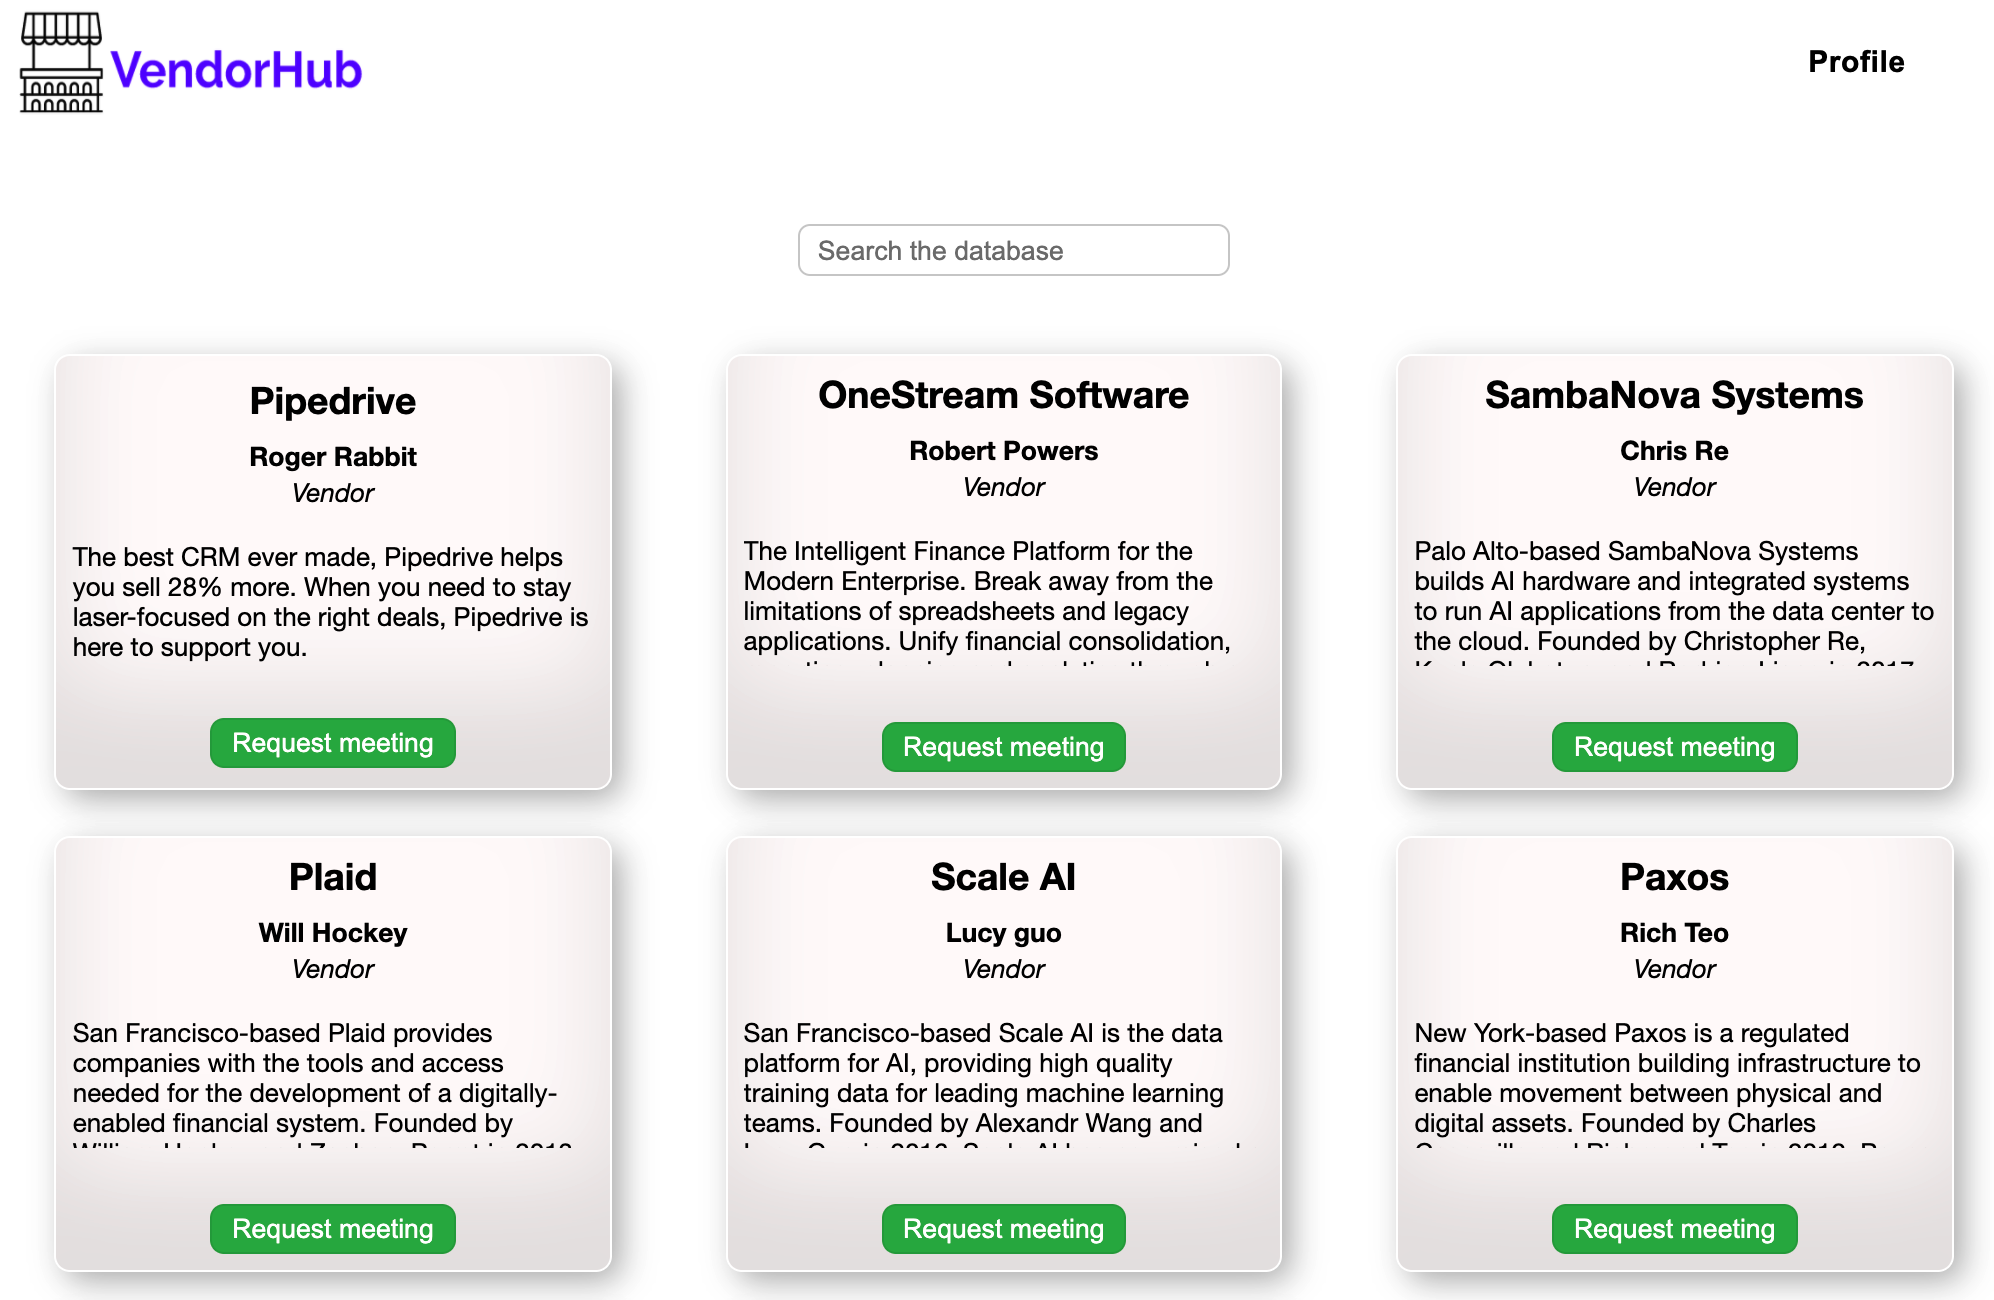 VendorHub
Profile
Search the database
Pipedrive
Roger Rabbit
Vendor
The best CRM ever made, Pipedrive helps
you sell 28% more. When you need to stay
laser-focused on the right deals, Pipedrive is
here to support you.
Request meeting
OneStream Software
Robert Powers
Vendor
The Intelligent Finance Platform for the
Modern Enterprise. Break away from the
limitations of spreadsheets and legacy
applications. Unify financial consolidation,
Request meeting
SambaNova Systems
Chris Re
Vendor
Palo Alto-based SambaNova Systems
builds AI hardware and integrated systems
to run AI applications from the data center to
the cloud. Founded by Christopher Re,
Request meeting
Plaid
Will Hockey
Vendor
San Francisco-based Plaid provides
companies with the tools and access
needed for the development of a digitally-
enabled financial system. Founded by
Request meeting
Scale AI
Lucy guo
Vendor
San Francisco-based Scale AI is the data
platform for AI, providing high quality
training data for leading machine learning
teams. Founded by Alexandr Wang and
Request meeting
Paxos
Rich Teo
Vendor
New York-based Paxos is a regulated
financial institution building infrastructure to
enable movement between physical and
digital assets. Founded by Charles
Request meeting